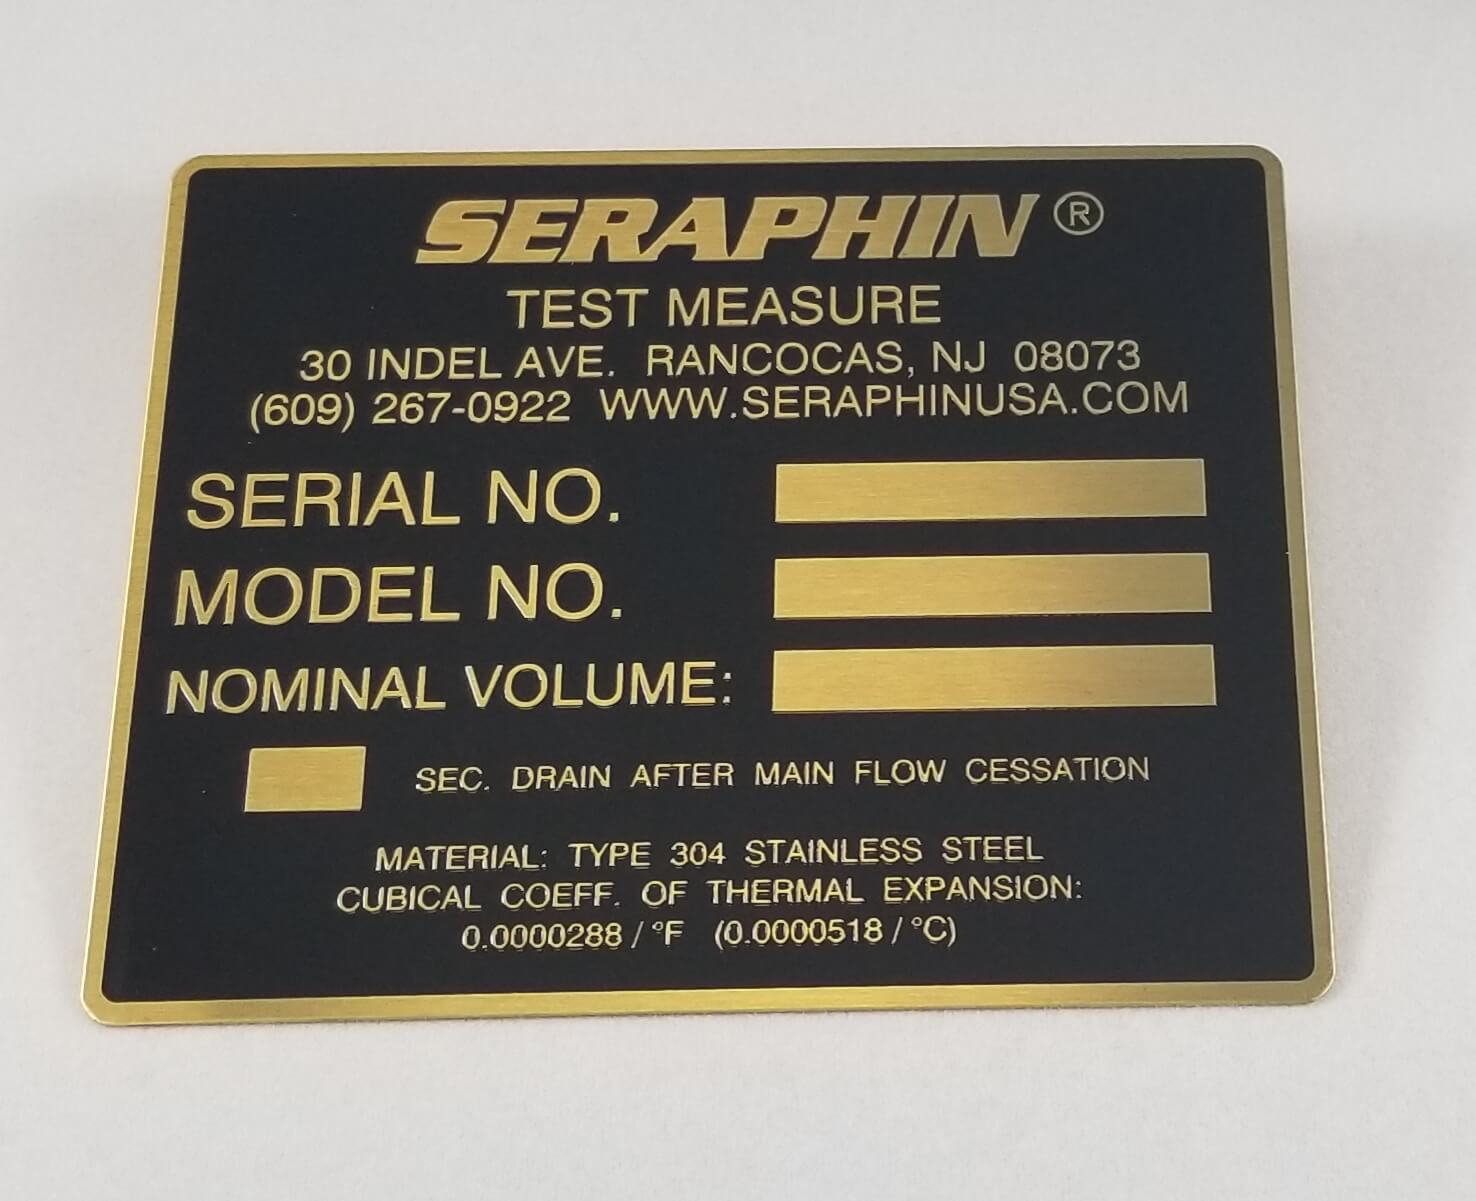 SERAPHIN®
TEST MEASURE
30 INDEL AVE. RANCOCAS, NJ 08073
(609) 267-0922 WWW.SERAPHINUSA.COM
SERIAL NO.
MODEL NO.
NOMINAL VOLUME:
SEC. DRAIN AFTER MAIN FLOW CESSATION
MATERIAL: TYPE 304 STAINLESS STEEL
CUBICAL COEFF. OF THERMAL EXPANSION:
0.0000288 / °F (0.0000518 / °C)